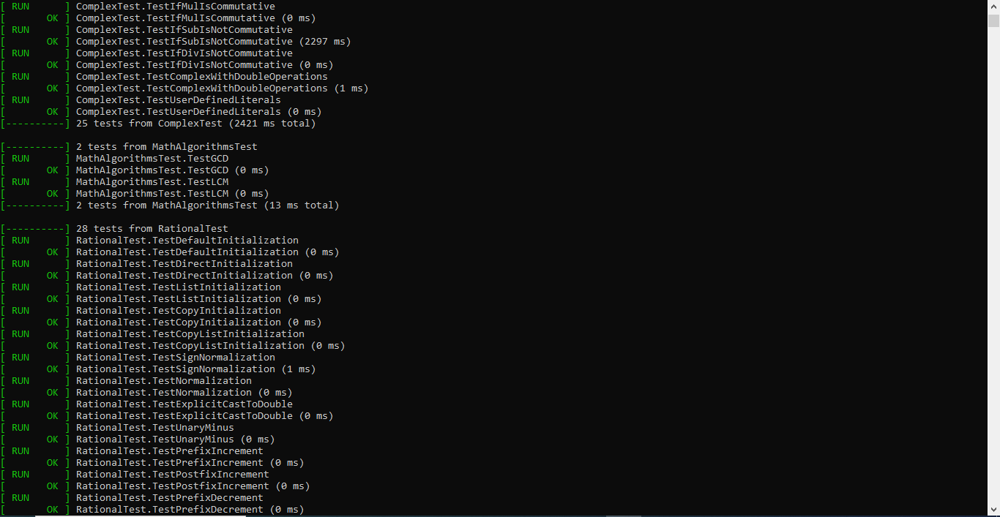 [ RUN      ] ComplexTest.TestIfMulIsCommutative
[       OK ] ComplexTest.TestIfMulIsCommutative (0 ms)
[ RUN      ] ComplexTest.TestIfSubIsNotCommutative
[       OK ] ComplexTest.TestIfSubIsNotCommutative (2297 ms)
[ RUN      ] ComplexTest.TestIfDivIsNotCommutative
[       OK ] ComplexTest.TestIfDivIsNotCommutative (0 ms)
[ RUN      ] ComplexTest.TestComplexWithDoubleOperations
[       OK ] ComplexTest.TestComplexWithDoubleOperations (1 ms)
[ RUN      ] ComplexTest.TestUserDefinedLiterals
[       OK ] ComplexTest.TestUserDefinedLiterals (0 ms)
[----------] 25 tests from ComplexTest (2421 ms total)
[----------] 2 tests from MathAlgorithmsTest
[ RUN      ] MathAlgorithmsTest.TestGCD
[       OK ] MathAlgorithmsTest.TestGCD (0 ms)
[ RUN      ] MathAlgorithmsTest.TestLCM
[       OK ] MathAlgorithmsTest.TestLCM (0 ms)
[----------] 2 tests from MathAlgorithmsTest (13 ms total)
[----------] 28 tests from RationalTest
[ RUN      ] RationalTest.TestDefaultInitialization
[       OK ] RationalTest.TestDefaultInitialization (0 ms)
[ RUN      ] RationalTest.TestDirectInitialization
[       OK ] RationalTest.TestDirectInitialization (0 ms)
[ RUN      ] RationalTest.TestListInitialization
[       OK ] RationalTest.TestListInitialization (0 ms)
[ RUN      ] RationalTest.TestCopyInitialization
[       OK ] RationalTest.TestCopyInitialization (0 ms)
[ RUN      ] RationalTest.TestCopyListInitialization
[       OK ] RationalTest.TestCopyListInitialization (0 ms)
[ RUN      ] RationalTest.TestSignNormalization
[       OK ] RationalTest.TestSignNormalization (1 ms)
[ RUN      ] RationalTest.TestNormalization
[       OK ] RationalTest.TestNormalization (0 ms)
[ RUN      ] RationalTest.TestExplicitCastToDouble
[       OK ] RationalTest.TestExplicitCastToDouble (0 ms)
[ RUN      ] RationalTest.TestUnaryMinus
[       OK ] RationalTest.TestUnaryMinus (0 ms)
[ RUN      ] RationalTest.TestPrefixIncrement
[       OK ] RationalTest.TestPrefixIncrement (0 ms)
[ RUN      ] RationalTest.TestPostfixIncrement
[       OK ] RationalTest.TestPostfixIncrement (0 ms)
[ RUN      ] RationalTest.TestPrefixDecrement
[       OK ] RationalTest.TestPrefixDecrement (0 ms)